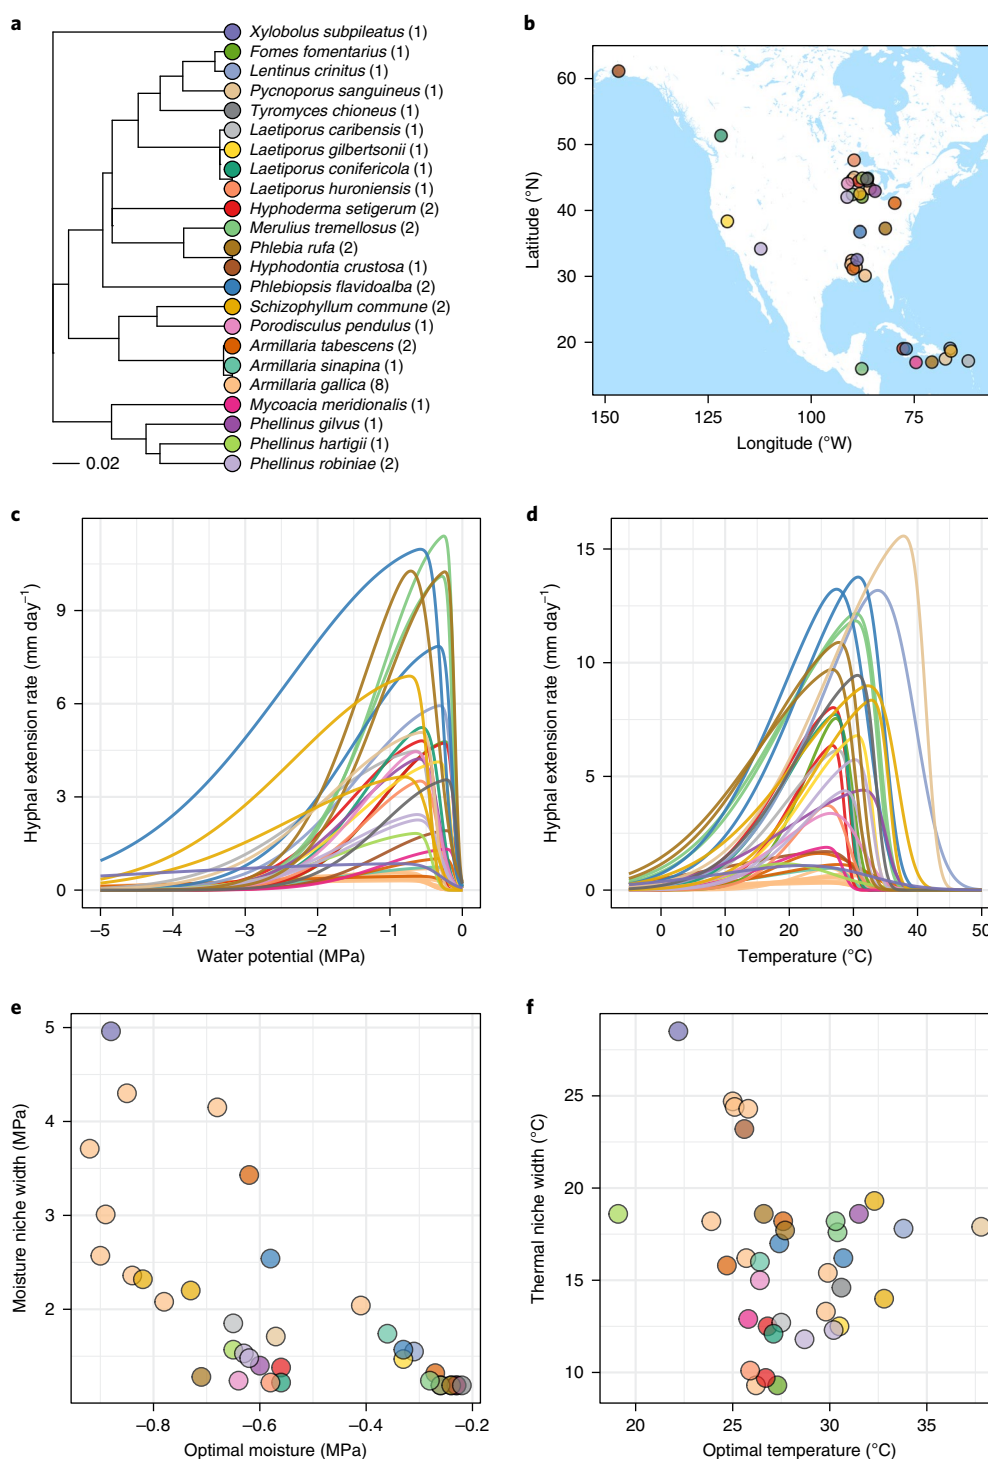 a
Xylobolus subpileatus (1)
Fomes fomentarius (1)
Lentinus crinitus (1)
Pycnoporus sanguineus (1)
Tyromyces chioneus (1)
Laetiporus caribensis (1)
Laetiporus gilbertsonii (1)
Laetiporus conifericola (1)
Laetiporus huroniensis (1)
Hyphoderma setigerum (2)
Merulius tremellosus (2)
Phlebia rufa (2)
Hyphodontia crustosa (1)
Phlebiopsis flavidoalba (2)
Schizophyllum commune (2)
Porodisculus pendulus (1)
Armillaria tabescens (2)
Armillaria sinapina (1)
Armillaria gallica (8)
Mycoacia meridionalis (1)
Phellinus gilvus (1)
Phellinus hartigii (1)
Phellinus robiniae (2)
0.02
b
60
50
40
30
20
150 125 100 75
Latitude (°N)
Longitude (°W)
c
9
6
3
0
−5 −4 −3 −2 −1 0
Hyphal extension rate (mm day−1)
Water potential (MPa)
d
15
10
5
0
0 10 20 30 40 50
Hyphal extension rate (mm day−1)
Temperature (°C)
e
5
4
3
2
−0.8 −0.6 −0.4 −0.2
Moisture niche width (MPa)
Optimal moisture (MPa)
f
25
20
15
10
20 25 30 35
Thermal niche width (°C)
Optimal temperature (°C)